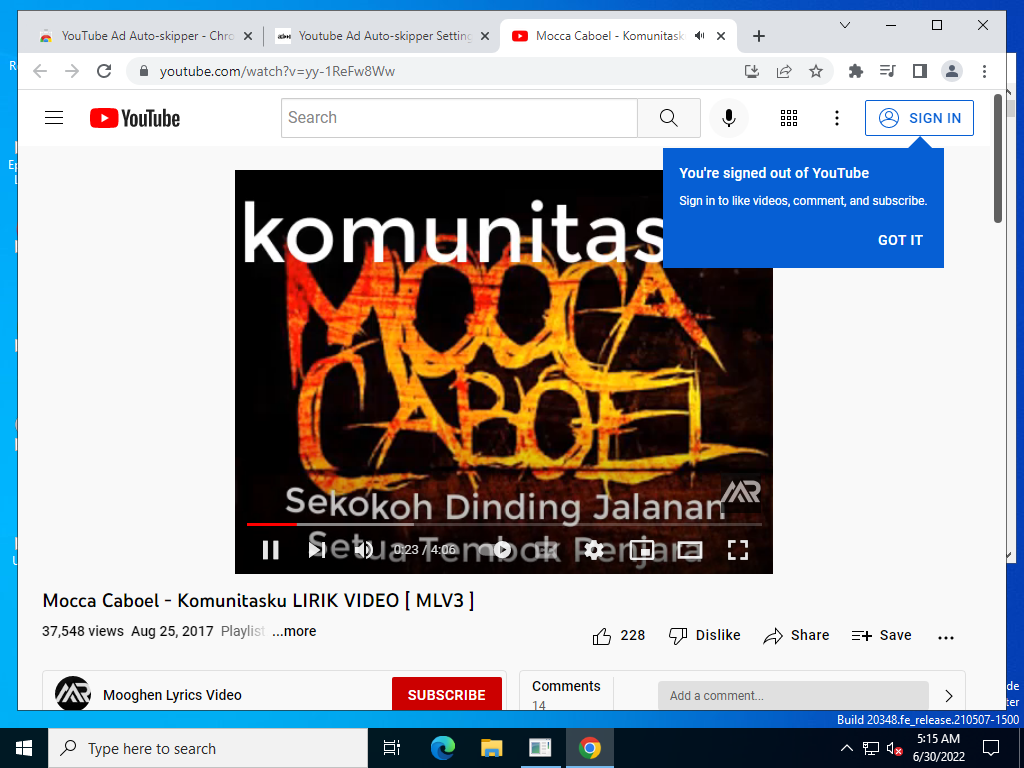 YouTube Ad Auto-skipper - Chro
Youtube Ad Auto-skipper Setting
Mocca Caboel - Komunitask
youtube.com/watch?v=yy-1ReFw8Ww
YouTube
Search
SIGN IN
You're signed out of YouTube
Sign in to like videos, comment, and subscribe.
GOT IT
komunitas
MOOCA
CABOEL
MR
Sekokoh Dinding Jalanan
Setua Tembok Penjara
0:23 / 4:06
Mocca Caboel - Komunitasku LIRIK VIDEO [ MLV3 ]
37,548 views Aug 25, 2017 Playlist ...more
228 Dislike Share Save
Mooghen Lyrics Video
SUBSCRIBE
Comments
14
Add a comment...
Build 20348.fe_release.210507-1500
Type here to search
5:15 AM
6/30/2022